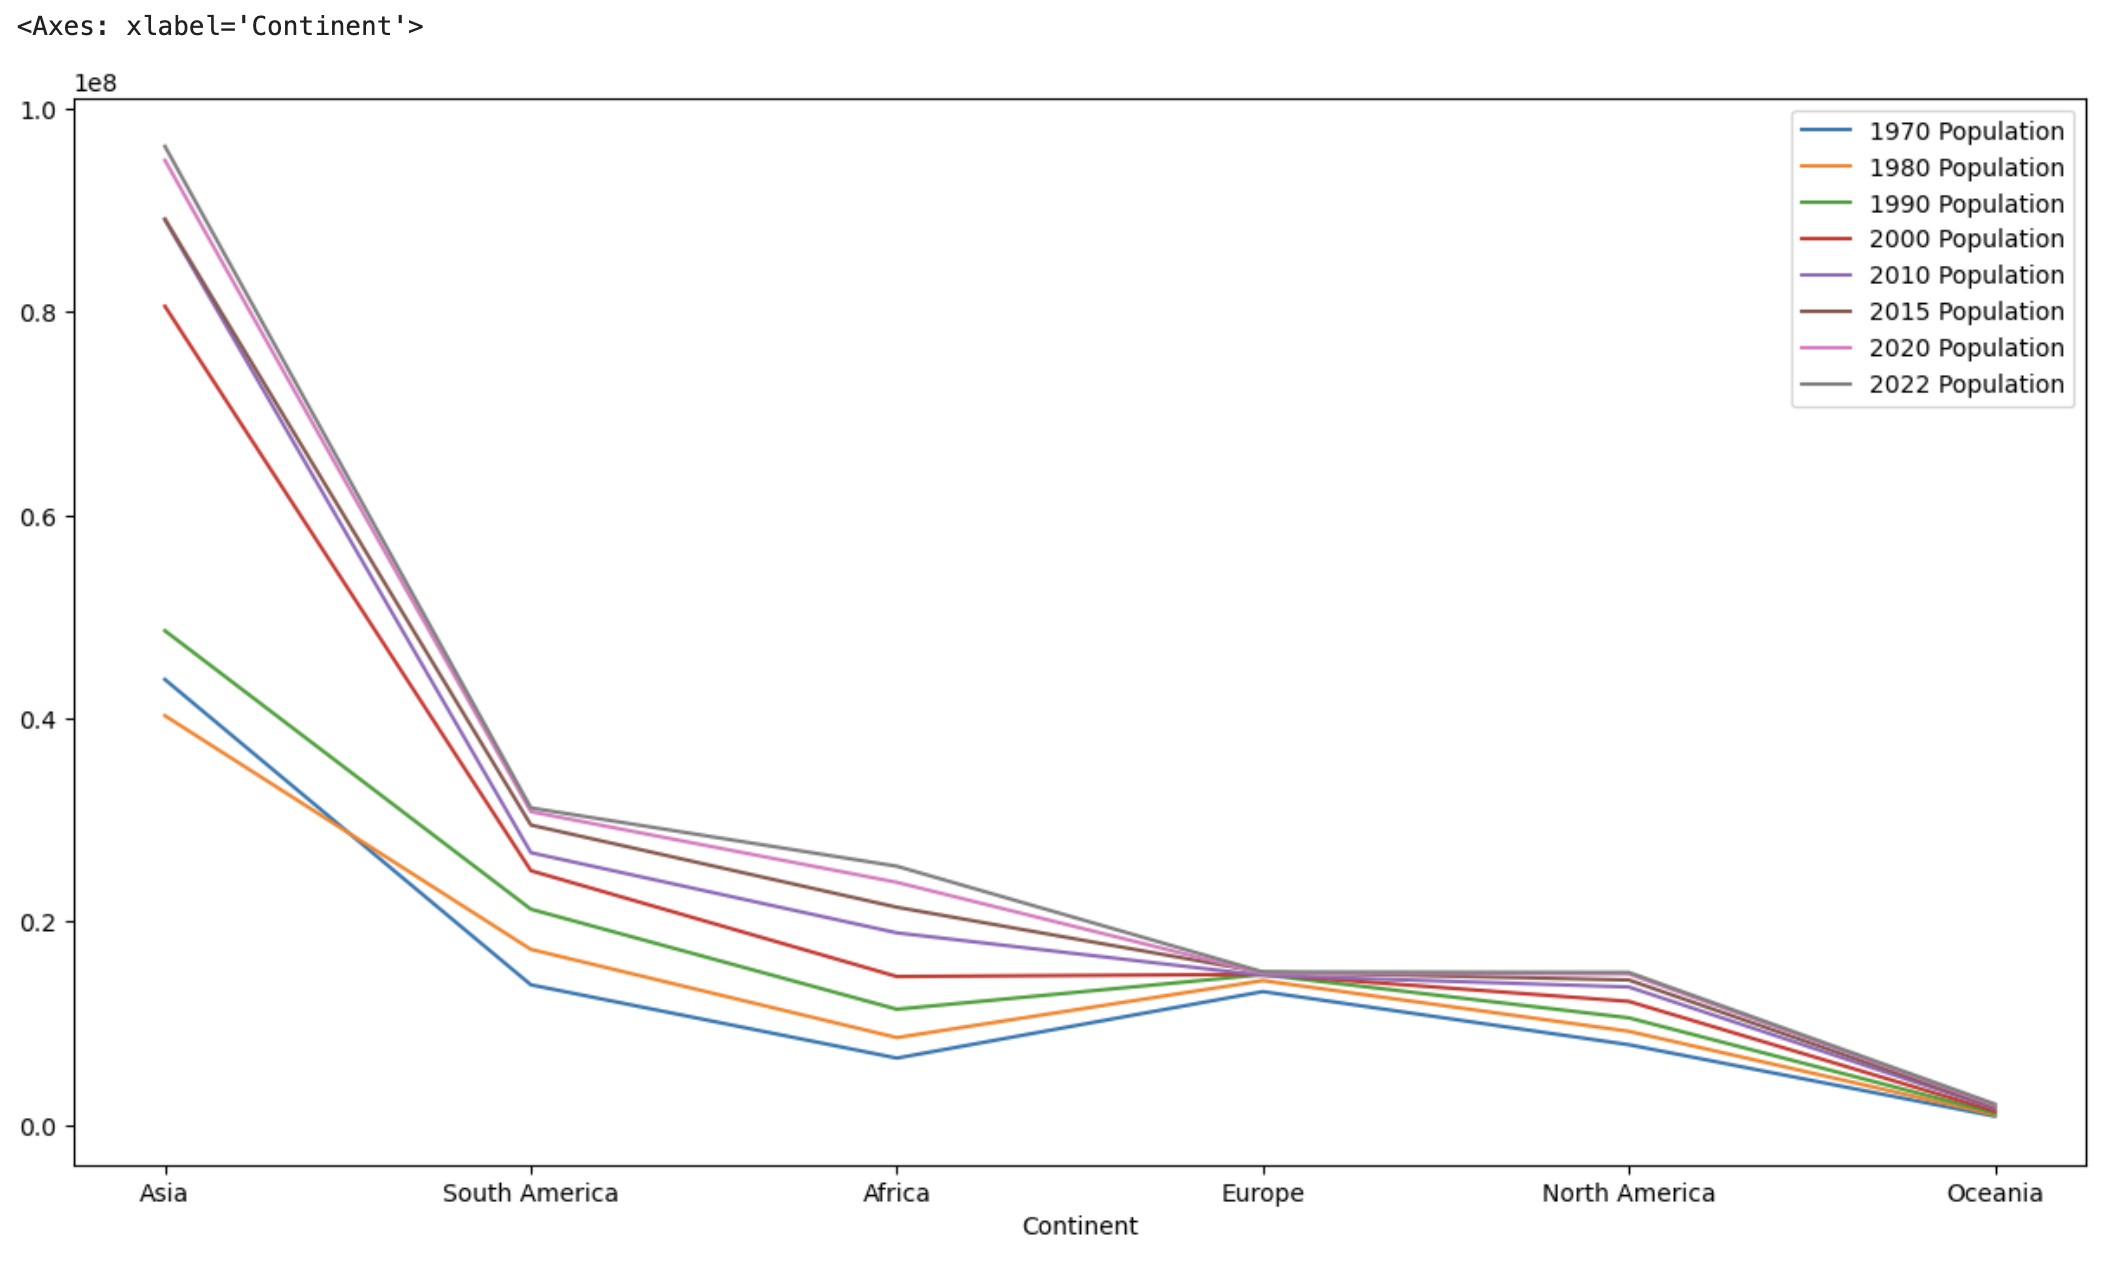 <Axes: xlabel='Continent'>
1e8
1.0
0.8
0.6
0.4
0.2
0.0
1970 Population
1980 Population
1990 Population
2000 Population
2010 Population
2015 Population
2020 Population
2022 Population
Asia
South America
Africa
Europe
North America
Oceania
Continent